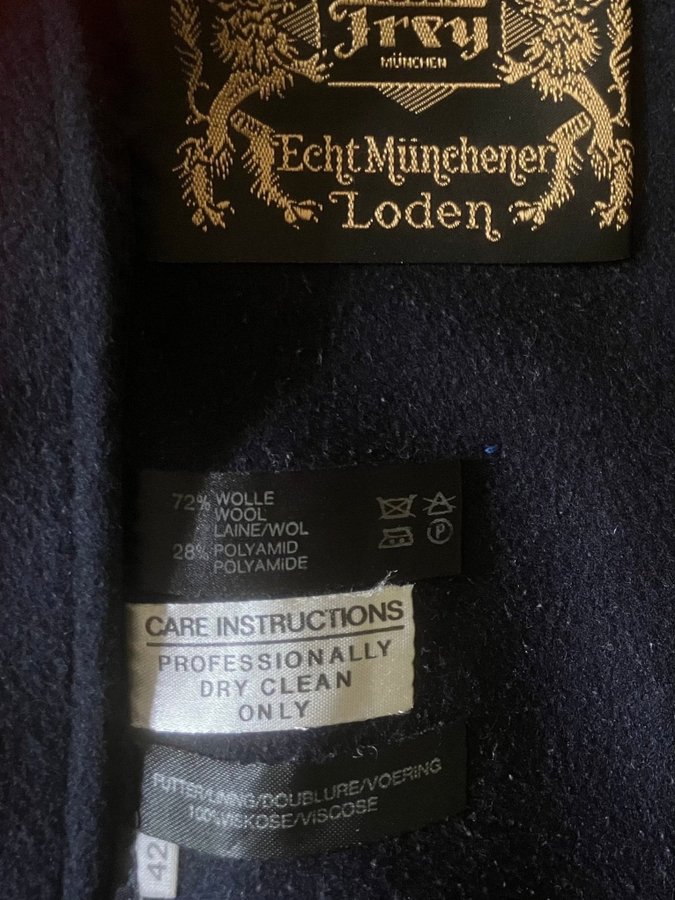 Frey
MÜNCHEN
Echt Münchener
Loden
72% WOLLE
WOOL
LAINE/WOL
28% POLYAMID
POLYAMIDE
P
CARE INSTRUCTIONS
PROFESSIONALLY
DRY CLEAN
ONLY
FUTTER/LINING/DOUBLURE/VOERING
100%VISKOSE/VISCOSE
42